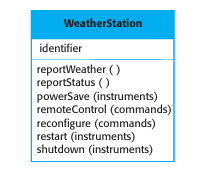 WeatherStation
identifier
reportWeather ( )
reportStatus ( )
powerSave (instruments)
remoteControl (commands)
reconfigure (commands)
restart (instruments)
shutdown (instruments)